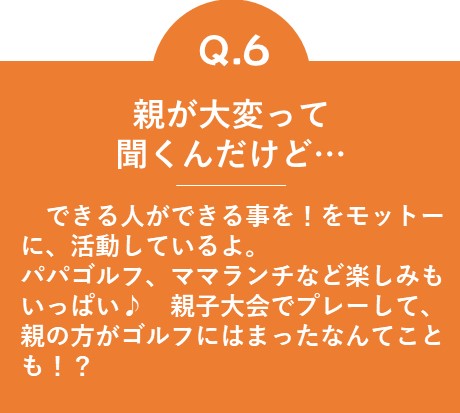 Q.6
親が大変って
聞くんだけど…
　できる人ができる事を！をモットー
に、活動しているよ。
パパゴルフ、ママランチなど楽しみも
いっぱい♪　親子大会でプレーして、
親の方がゴルフにはまったなんてこと
も！？